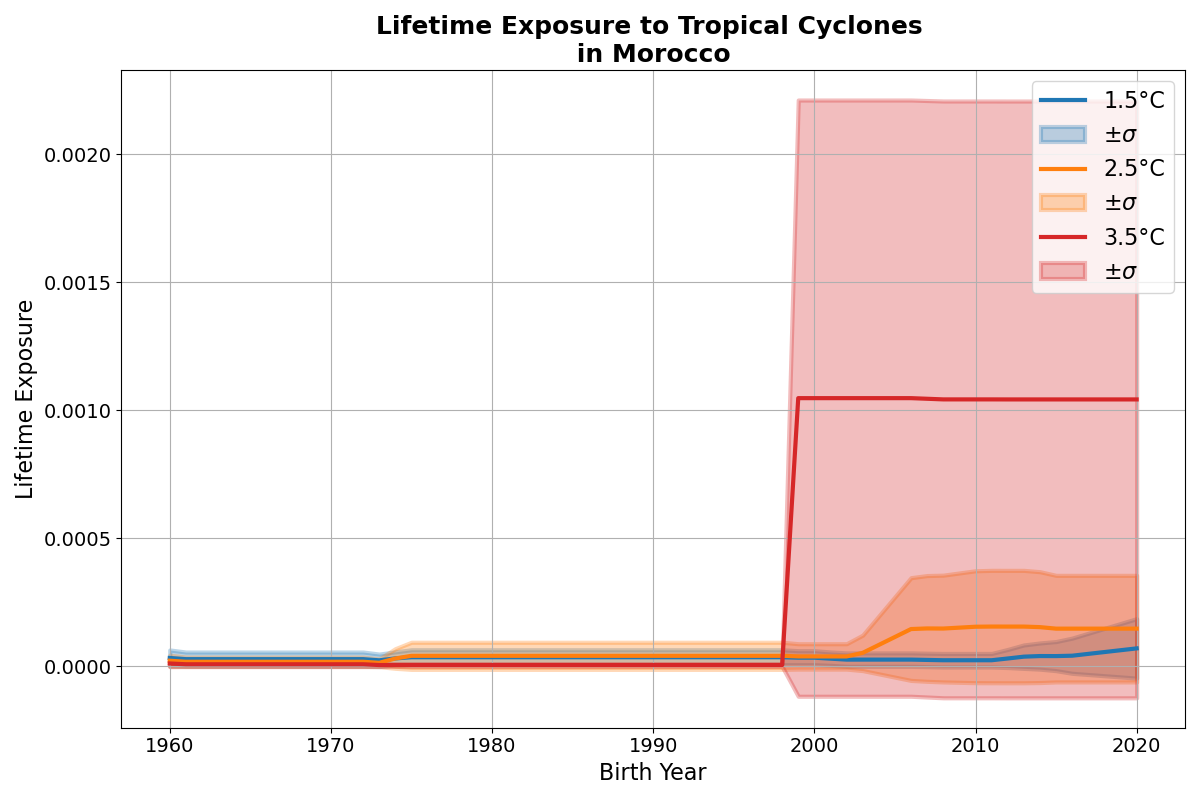 Lifetime Exposure to Tropical Cyclones
in Morocco
1.5°C
±σ
2.5°C
±σ
3.5°C
±σ
Lifetime Exposure
0.0020
0.0015
0.0010
0.0005
0.0000
1960 1970 1980 1990 2000 2010 2020
Birth Year